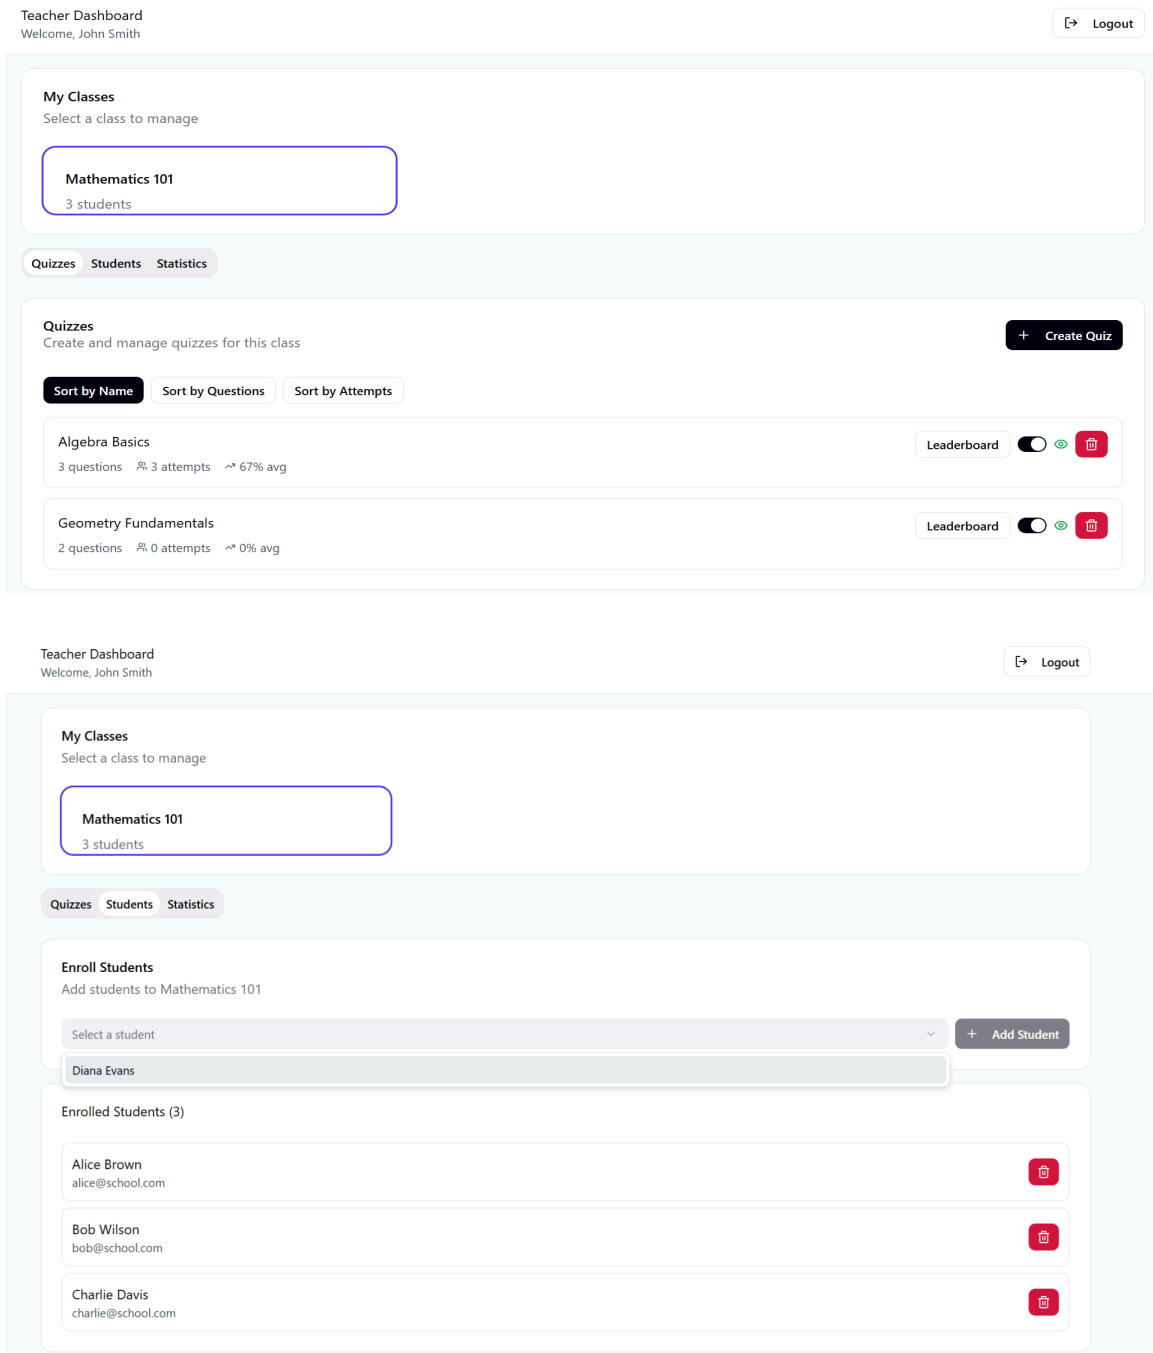 Teacher Dashboard
Welcome, John Smith
Logout
My Classes
Select a class to manage
Mathematics 101
3 students
Quizzes Students Statistics
Quizzes
Create and manage quizzes for this class
+ Create Quiz
Sort by Name Sort by Questions Sort by Attempts
Algebra Basics
3 questions 3 attempts 67% avg
Leaderboard
Geometry Fundamentals
2 questions 0 attempts 0% avg
Leaderboard
Teacher Dashboard
Welcome, John Smith
Logout
My Classes
Select a class to manage
Mathematics 101
3 students
Quizzes Students Statistics
Enroll Students
Add students to Mathematics 101
Select a student
+ Add Student
Diana Evans
Enrolled Students (3)
Alice Brown
alice@school.com
Bob Wilson
bob@school.com
Charlie Davis
charlie@school.com